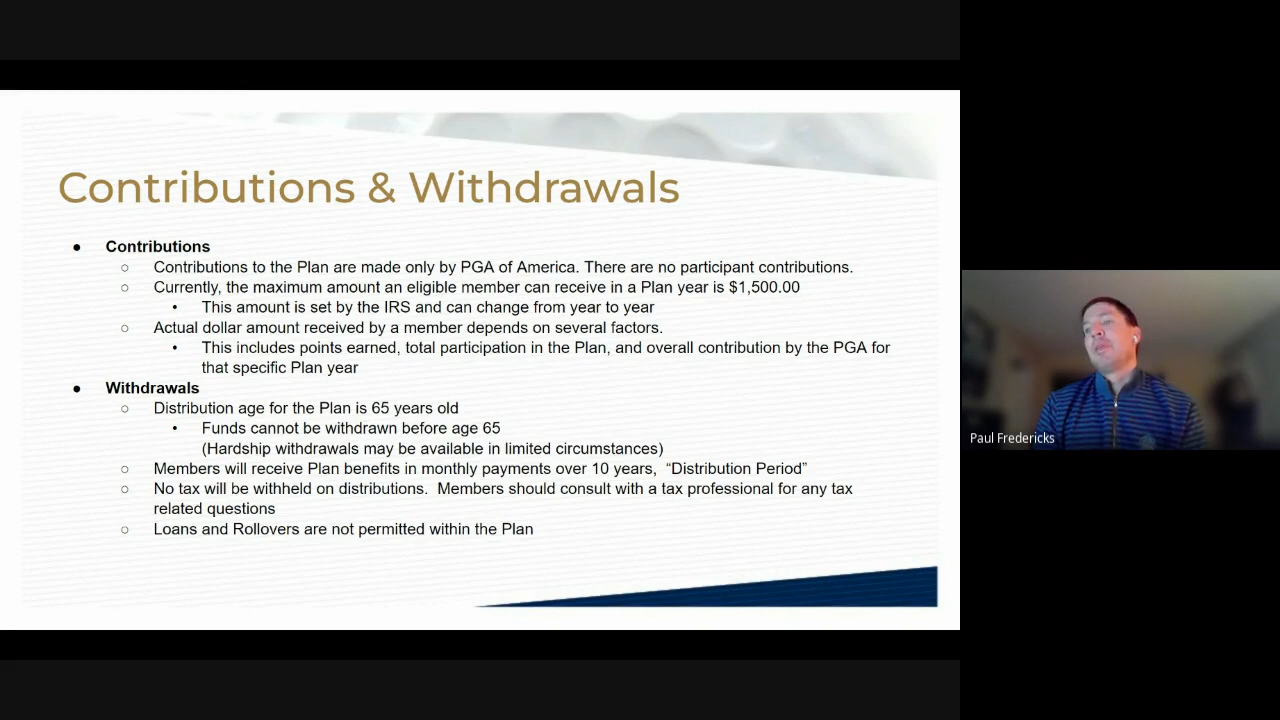 Contributions & Withdrawals
● Contributions
○ Contributions to the Plan are made only by PGA of America. There are no participant contributions.
○ Currently, the maximum amount an eligible member can receive in a Plan year is $1,500.00
• This amount is set by the IRS and can change from year to year
○ Actual dollar amount received by a member depends on several factors.
• This includes points earned, total participation in the Plan, and overall contribution by the PGA for
that specific Plan year
● Withdrawals
○ Distribution age for the Plan is 65 years old
• Funds cannot be withdrawn before age 65
(Hardship withdrawals may be available in limited circumstances)
○ Members will receive Plan benefits in monthly payments over 10 years, “Distribution Period”
○ No tax will be withheld on distributions. Members should consult with a tax professional for any tax
related questions
○ Loans and Rollovers are not permitted within the Plan
Paul Fredericks